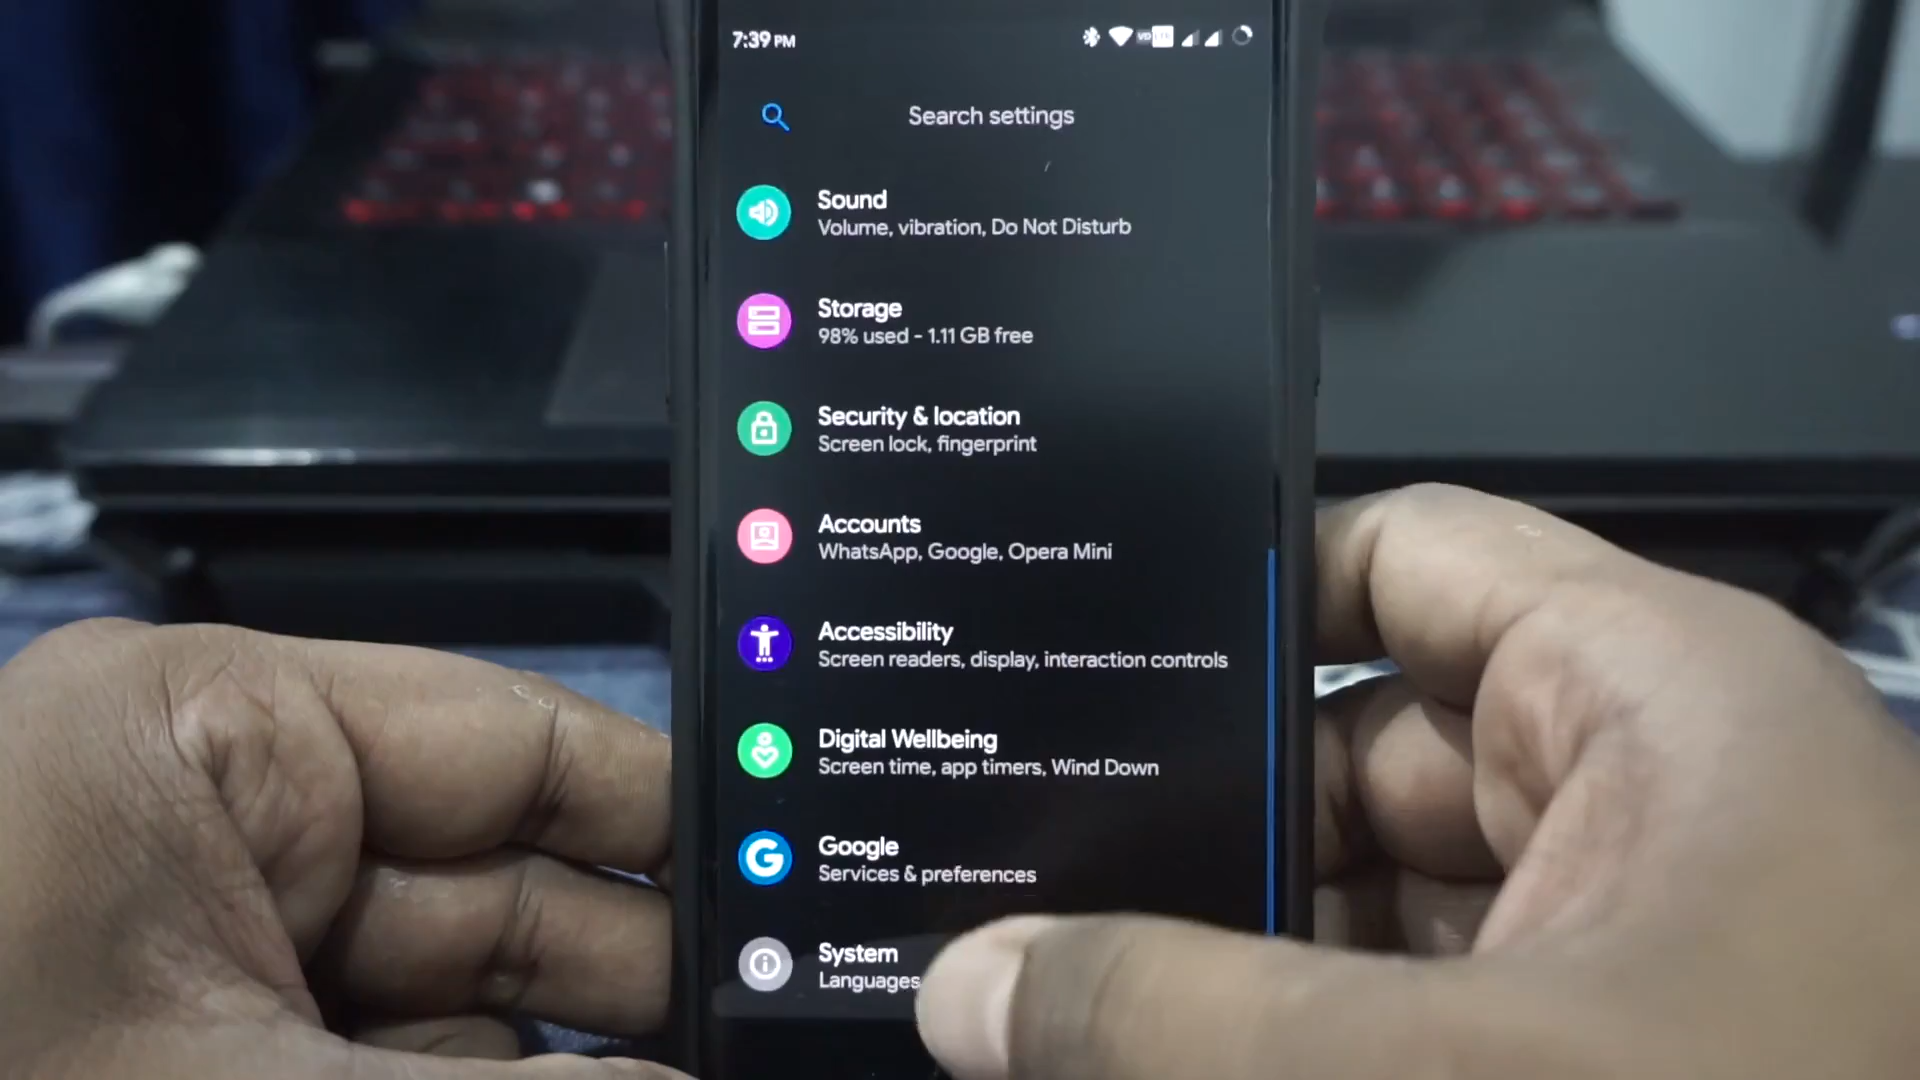 7:39 PM
Search settings
Sound
Volume, vibration, Do Not Disturb
Storage
98% used - 1.11 GB free
Security & location
Screen lock, fingerprint
Accounts
WhatsApp, Google, Opera Mini
Accessibility
Screen readers, display, interaction controls
Digital Wellbeing
Screen time, app timers, Wind Down
Google
Services & preferences
System
Languages